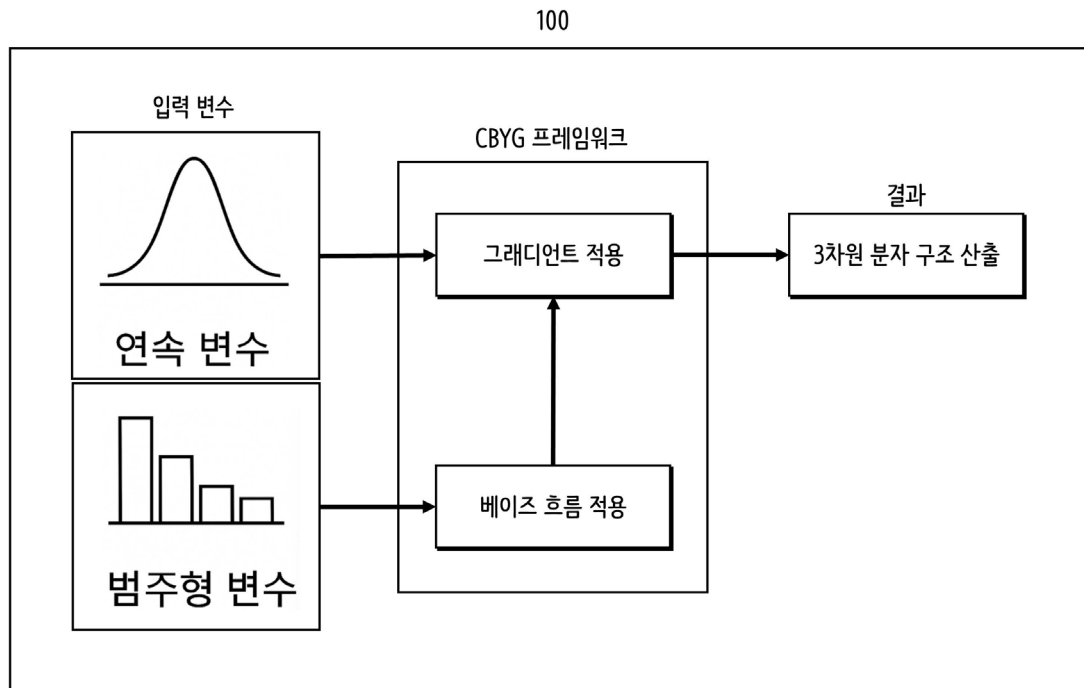 100
입력 변수
연속 변수
범주형 변수
CBYG 프레임워크
그래디언트 적용
베이즈 흐름 적용
결과
3차원 분자 구조 산출